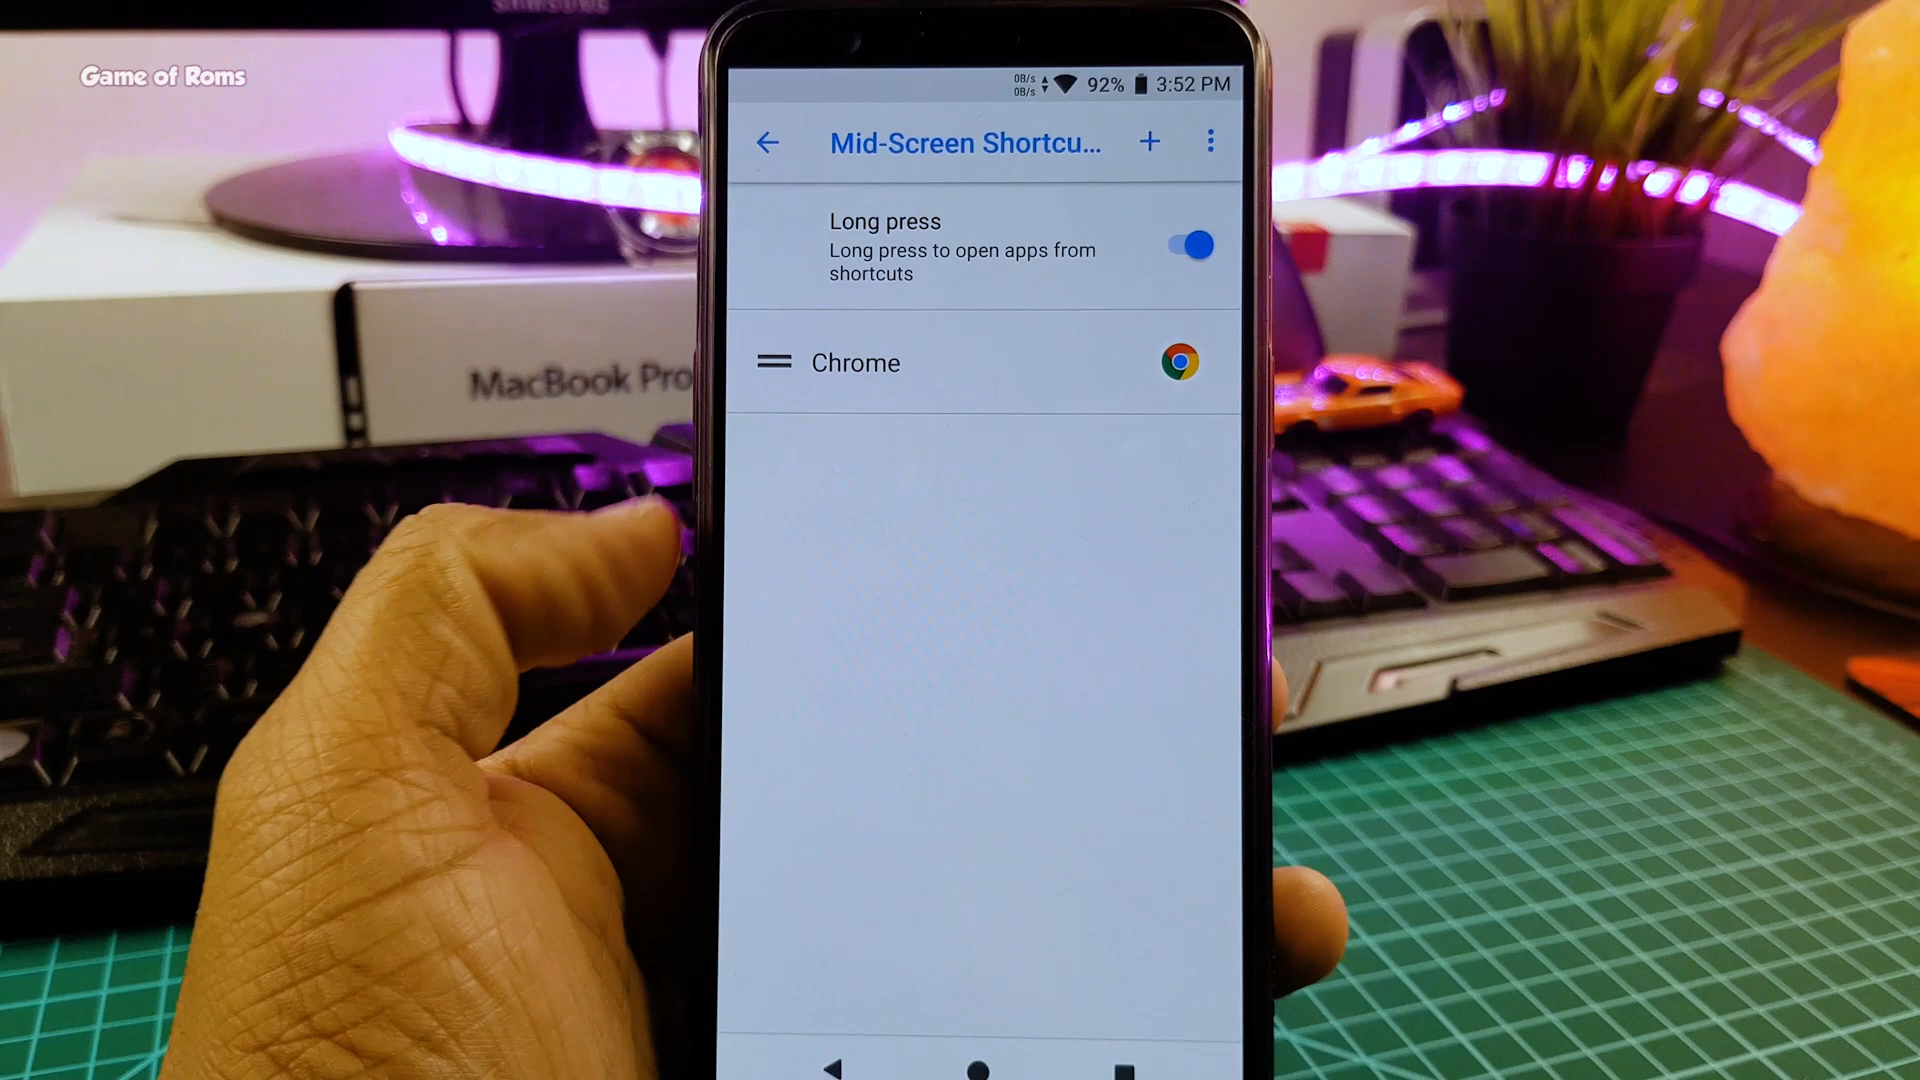 SAMSUNG
Game of Roms
0B/s
0B/s
92%
3:52 PM
Mid-Screen Shortcu...
Long press
Long press to open apps from
shortcuts
Chrome
MacBook Pro